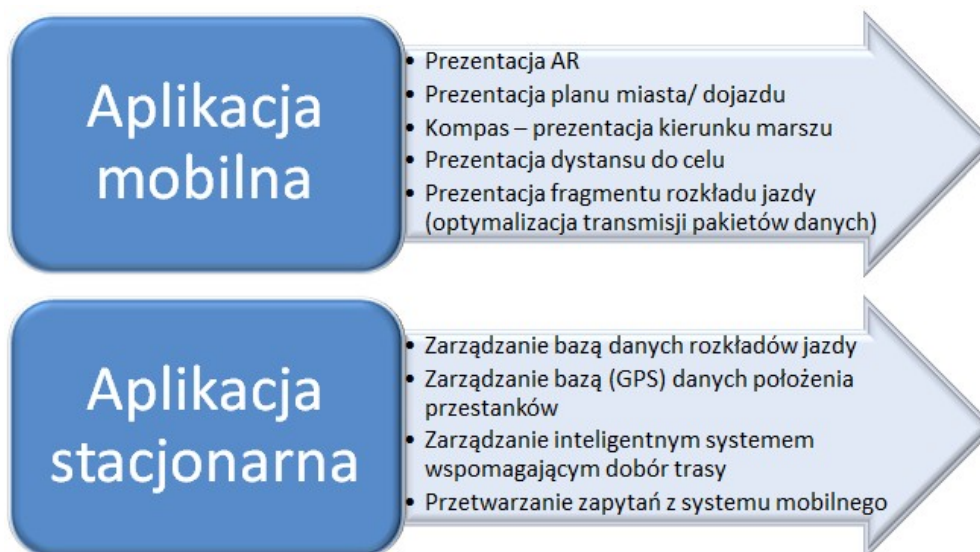 Aplikacja
mobilna
• Prezentacja AR
• Prezentacja planu miasta/ dojazdu
• Kompas – prezentacja kierunku marszu
• Prezentacja dystansu do celu
• Prezentacja fragmentu rozkładu jazdy
(optymalizacja transmisji pakietów danych)
Aplikacja
stacjonarna
• Zarządzanie bazą danych rozkładów jazdy
• Zarządzanie bazą (GPS) danych położenia
przestanków
• Zarządzanie inteligentnym systemem
wspomagającym dobór trasy
• Przetwarzanie zapytań z systemu mobilnego